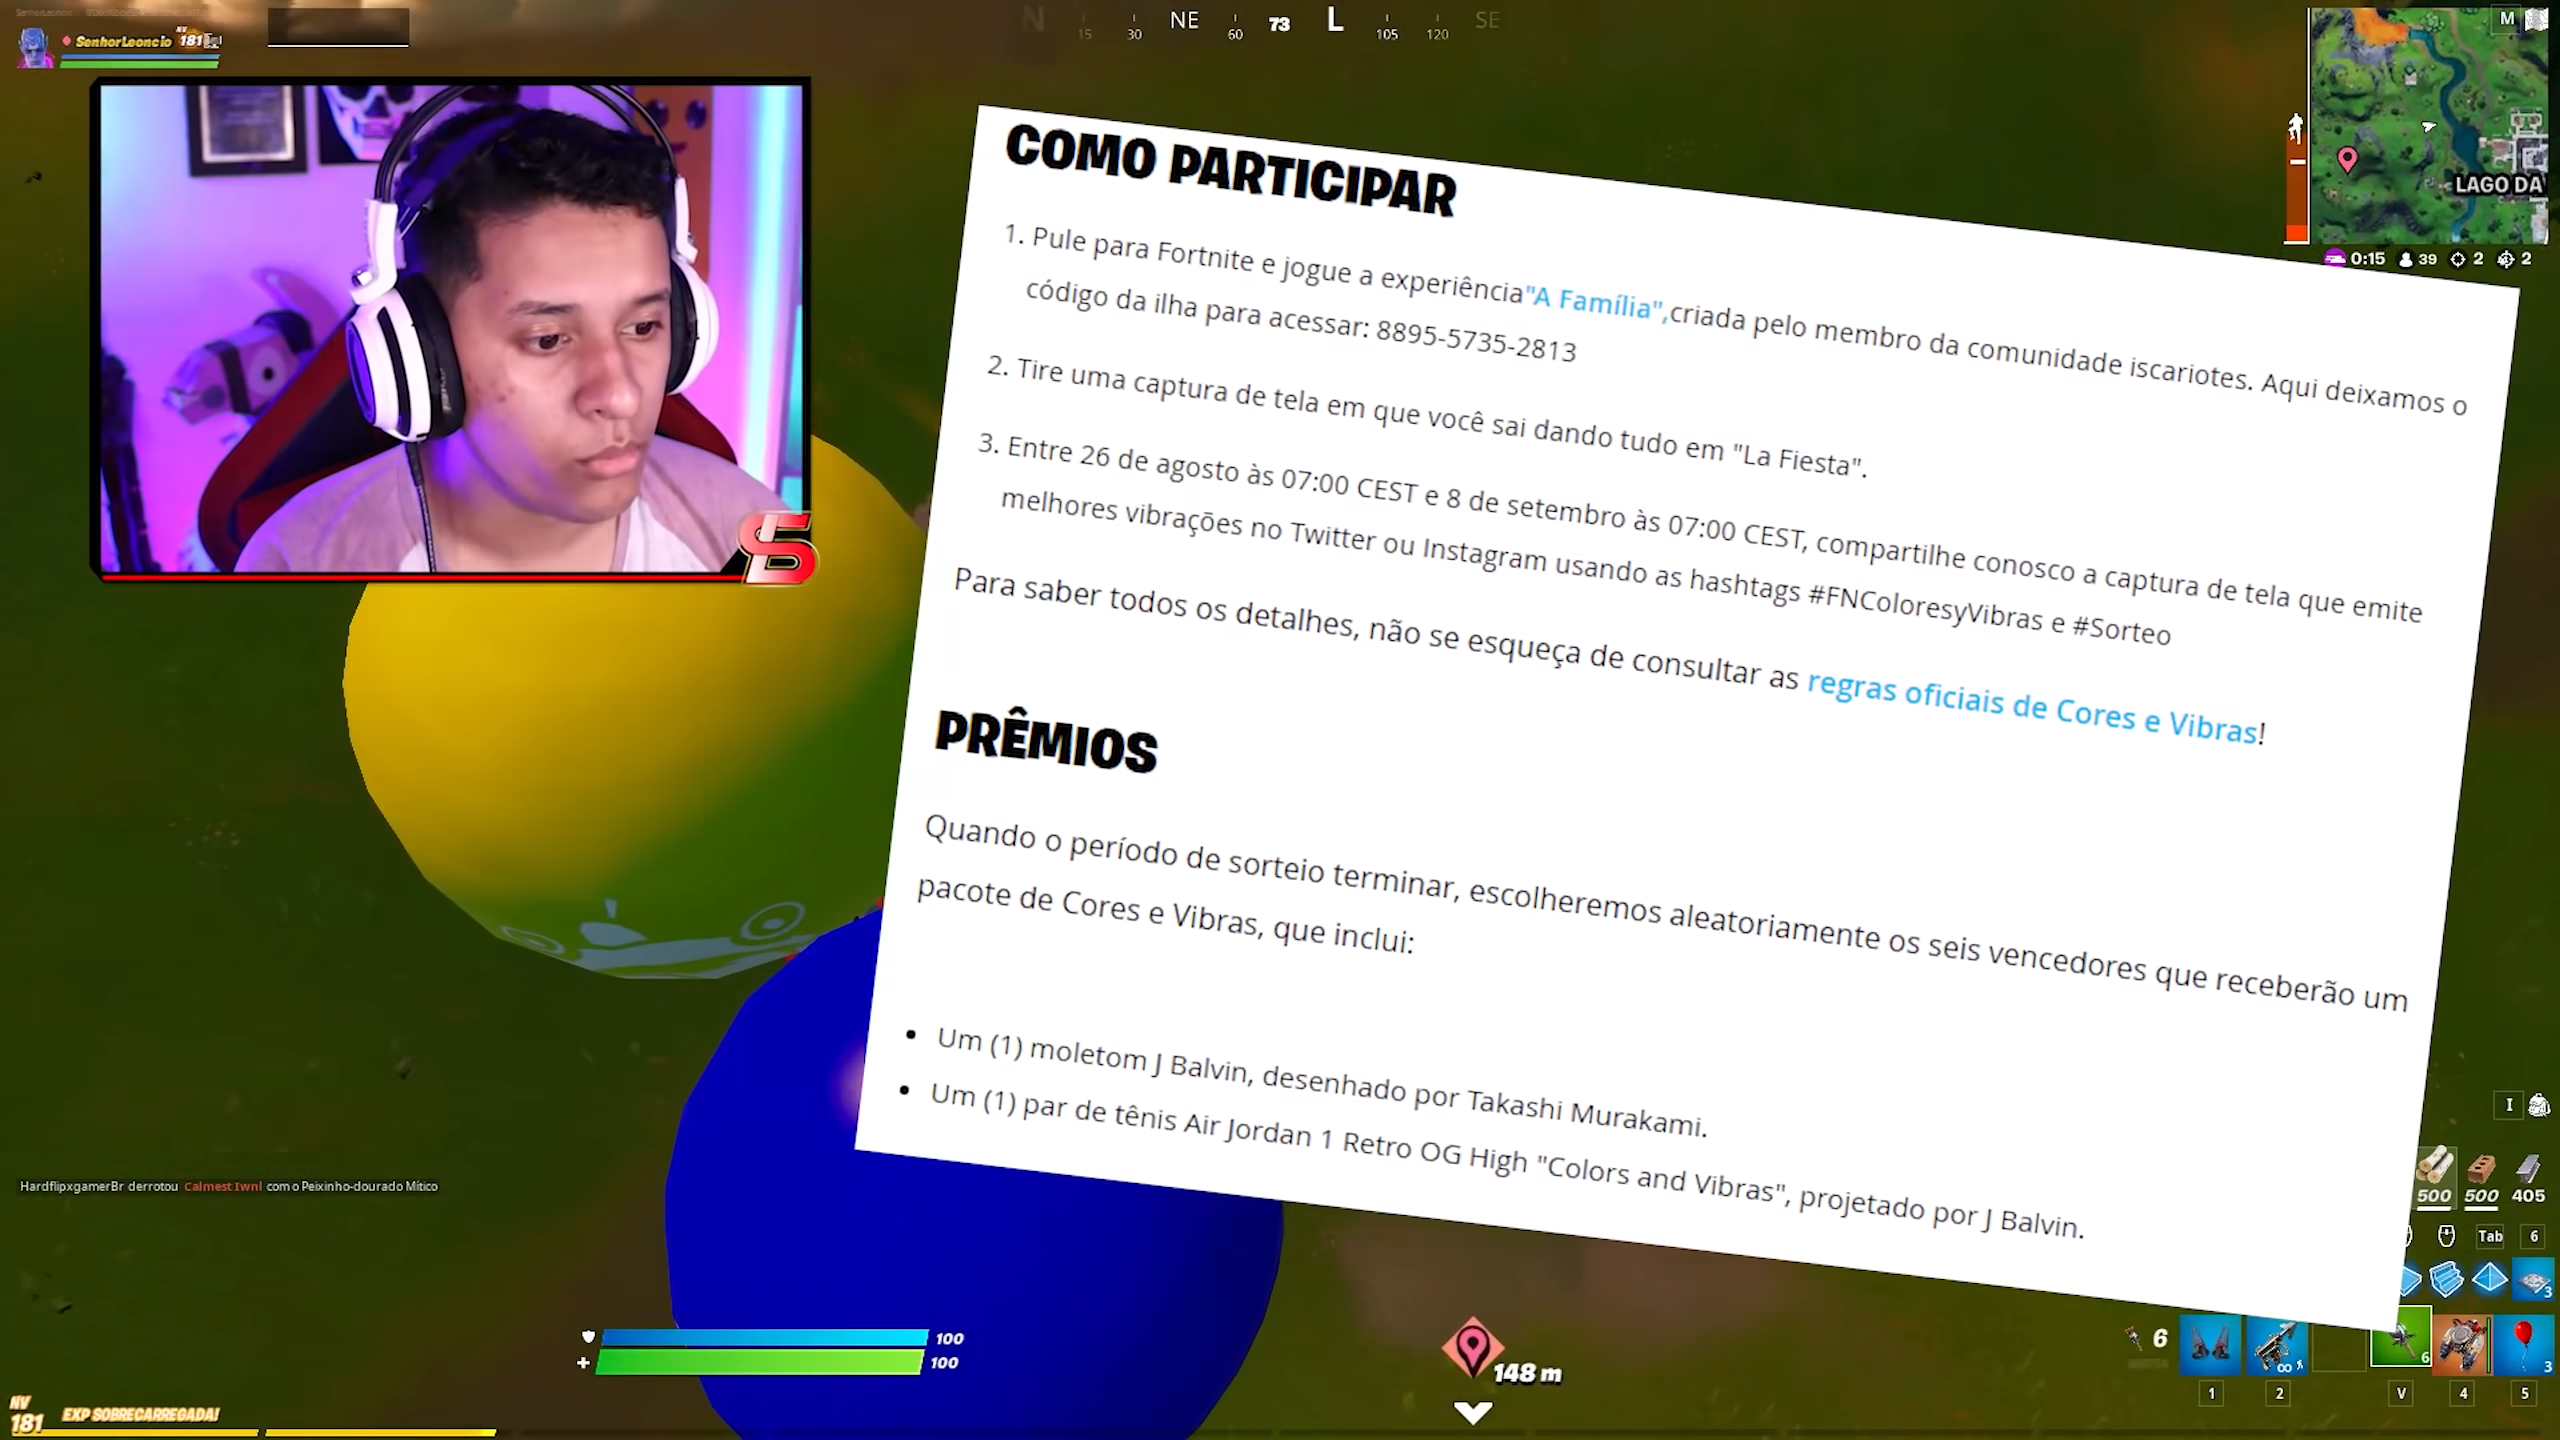 SenhorLeoncio NV 181
N 15 30 NE 60 73 L 105 120 SE
M
LAGO DA
0:15 39 2 2
COMO PARTICIPAR
1. Pule para Fortnite e jogue a experiência"A Família",criada pelo membro da comunidade iscariotes. Aqui deixamos o
código da ilha para acessar: 8895-5735-2813
2. Tire uma captura de tela em que você sai dando tudo em "La Fiesta".
3. Entre 26 de agosto às 07:00 CEST e 8 de setembro às 07:00 CEST, compartilhe conosco a captura de tela que emite
melhores vibrações no Twitter ou Instagram usando as hashtags #FNColoresyVibras e #Sorteo
Para saber todos os detalhes, não se esqueça de consultar as regras oficiais de Cores e Vibras!
PRÊMIOS
Quando o período de sorteio terminar, escolheremos aleatoriamente os seis vencedores que receberão um
pacote de Cores e Vibras, que inclui:
• Um (1) moletom J Balvin, desenhado por Takashi Murakami.
• Um (1) par de tênis Air Jordan 1 Retro OG High "Colors and Vibras", projetado por J Balvin.
HardflipxgamerBr derrotou Calmest Iwnl com o Peixinho-dourado Mítico
I
500 500 405
Tab 6
3
100
100
148 m
6 ∞ 6 3
1 2 V 4 5
NV
181 EXP SOBRECARREGADA!